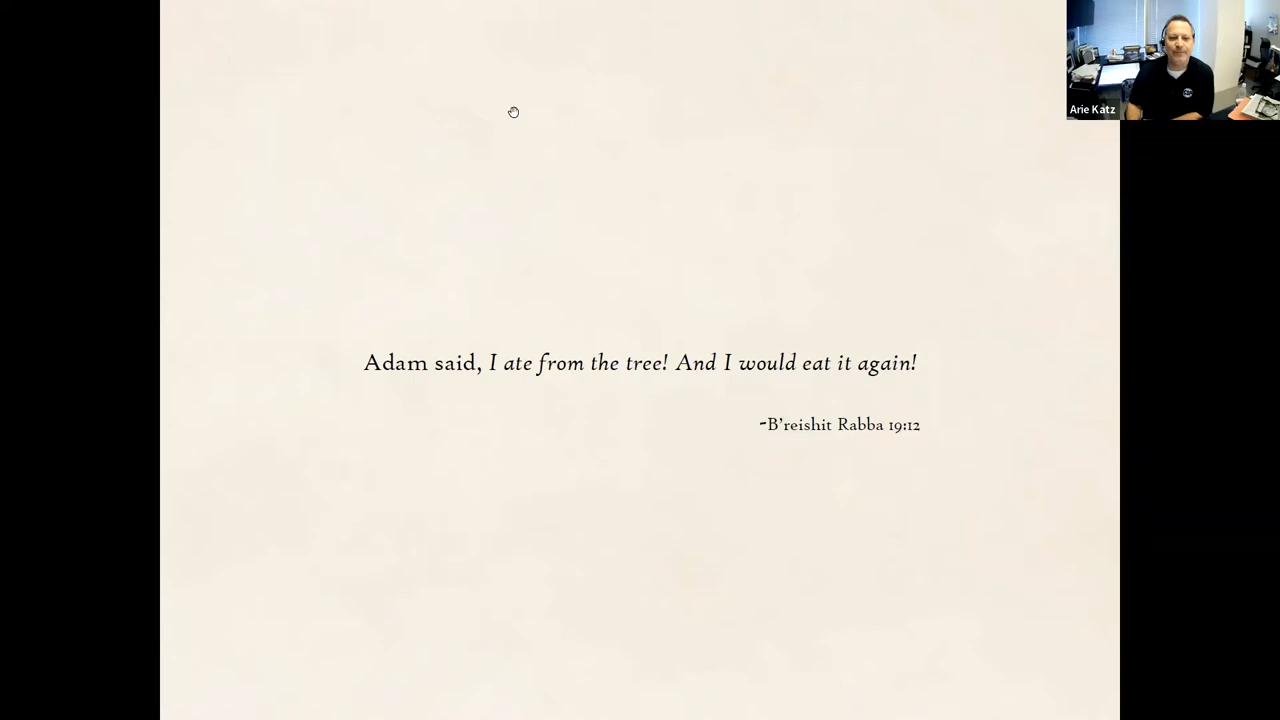 Arie Katz
Adam said, I ate from the tree! And I would eat it again!
-B'reishit Rabba 19:12